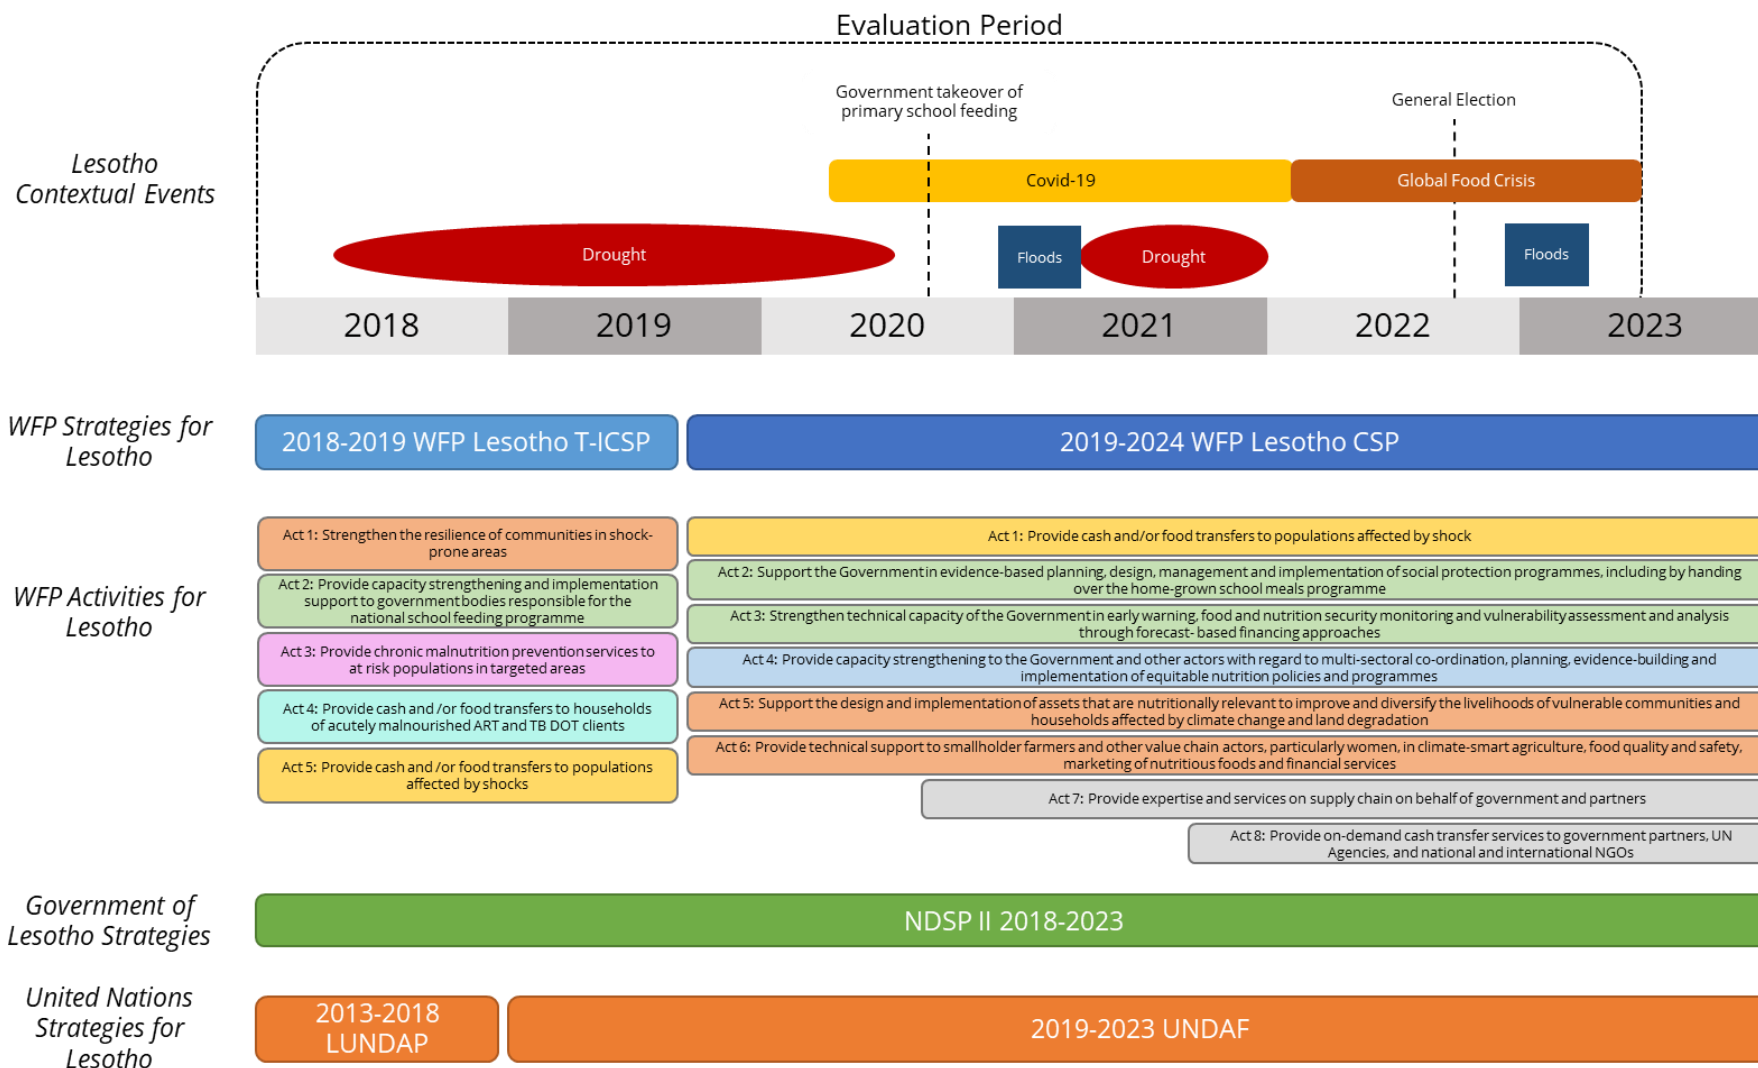 Evaluation Period
Government takeover of
primary school feeding
General Election
Lesotho
Contextual Events
Covid-19
Global Food Crisis
Drought
Floods
Drought
Floods
2018
2019
2020
2021
2022
2023
WFP Strategies for
Lesotho
2018-2019 WFP Lesotho T-ICSP
2019-2024 WFP Lesotho CSP
WFP Activities for
Lesotho
Act 1: Strengthen the resilience of communities in shock-
prone areas
Act 2: Provide capacity strengthening and implementation
support to government bodies responsible for the
national school feeding programme
Act 3: Provide chronic malnutrition prevention services to
at risk populations in targeted areas
Act 4: Provide cash and /or food transfers to households
of acutely malnourished ART and TB DOT clients
Act 5: Provide cash and /or food transfers to populations
affected by shocks
Act 1: Provide cash and/or food transfers to populations affected by shock
Act 2: Support the Government in evidence-based planning, design, management and implementation of social protection programmes, including by handing
over the home-grown school meals programme
Act 3: Strengthen technical capacity of the Government in early warning, food and nutrition security monitoring and vulnerability assessment and analysis
through forecast- based financing approaches
Act 4: Provide capacity strengthening to the Government and other actors with regard to multi-sectoral co-ordination, planning, evidence-building and
implementation of equitable nutrition policies and programmes
Act 5: Support the design and implementation of assets that are nutritionally relevant to improve and diversify the livelihoods of vulnerable communities and
households affected by climate change and land degradation
Act 6: Provide technical support to smallholder farmers and other value chain actors, particularly women, in climate-smart agriculture, food quality and safety,
marketing of nutritious foods and financial services
Act 7: Provide expertise and services on supply chain on behalf of government and partners
Act 8: Provide on-demand cash transfer services to government partners, UN
Agencies, and national and international NGOs
Government of
Lesotho Strategies
NDSP II 2018-2023
United Nations
Strategies for
Lesotho
2013-2018
LUNDAP
2019-2023 UNDAF